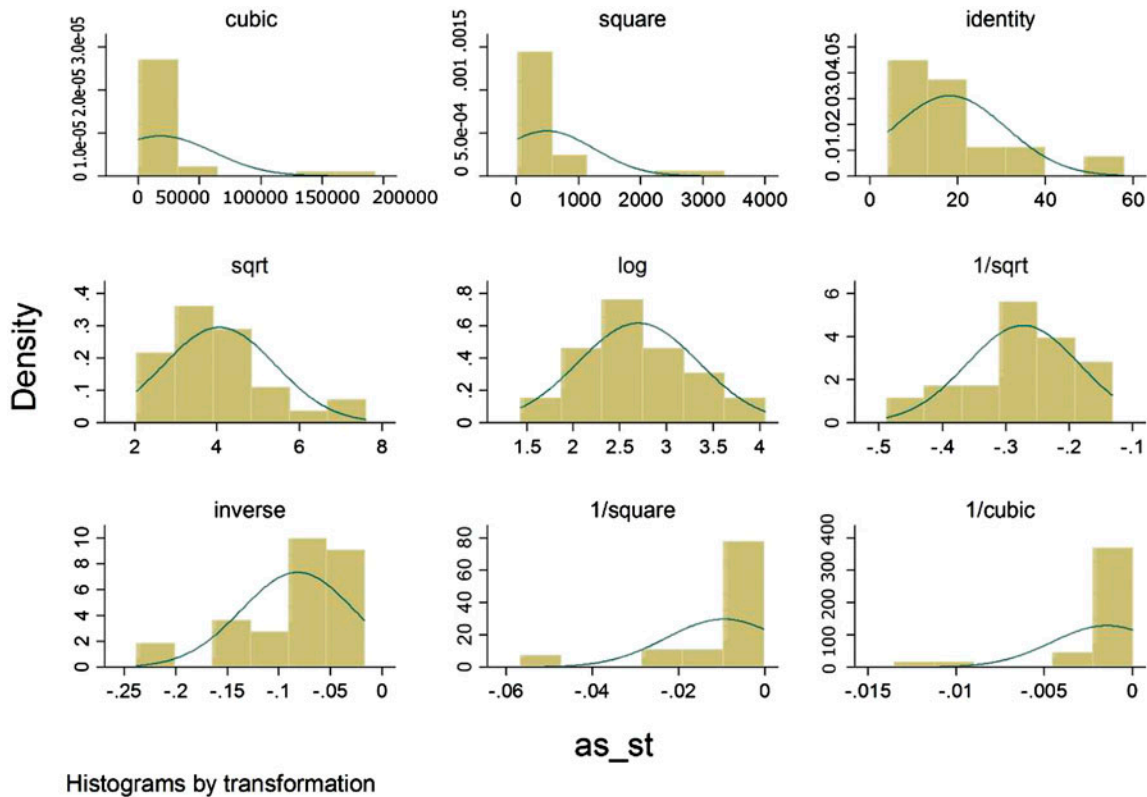 cubic
square
identity
0 1.0e-05 2.0e-05 3.0e-05
0 50000 100000 150000 200000
0 5.0e-04 .001 .0015
0 1000 2000 3000 4000
0 .01 .02 .03 .04 .05
0 20 40 60
sqrt
log
1/sqrt
0 .1 .2 .3 .4
2 4 6 8
0 .2 .4 .6 .8
1.5 2 2.5 3 3.5 4
0 2 4 6
-.5 -.4 -.3 -.2 -.1
Density
inverse
1/square
1/cubic
0 2 4 6 8 10
-.25 -.2 -.15 -.1 -.05 0
0 20 40 60 80
-.06 -.04 -.02 0
0 100 200 300 400
-.015 -.01 -.005 0
as_st
Histograms by transformation